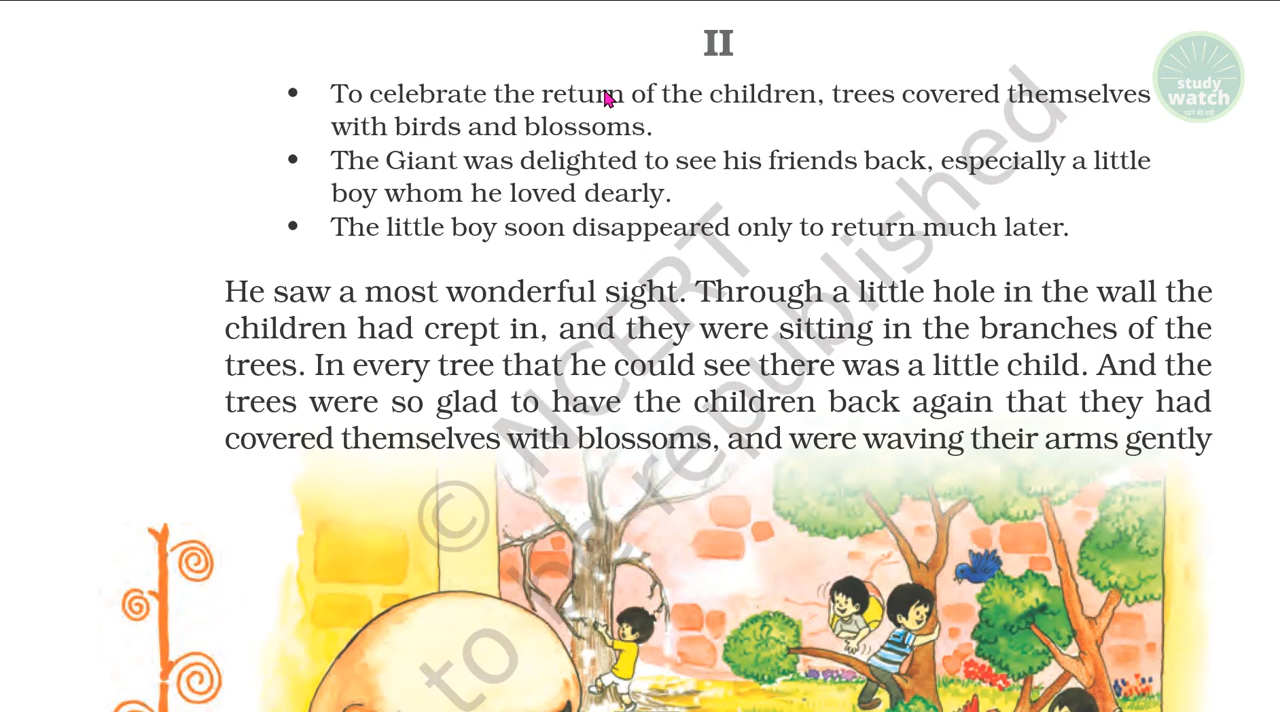 II
• To celebrate the return of the children, trees covered themselves
with birds and blossoms.
• The Giant was delighted to see his friends back, especially a little
boy whom he loved dearly.
• The little boy soon disappeared only to return much later.
He saw a most wonderful sight. Through a little hole in the wall the
children had crept in, and they were sitting in the branches of the
trees. In every tree that he could see there was a little child. And the
trees were so glad to have the children back again that they had
covered themselves with blossoms, and were waving their arms gently
study
watch
© NCERT
to be republished